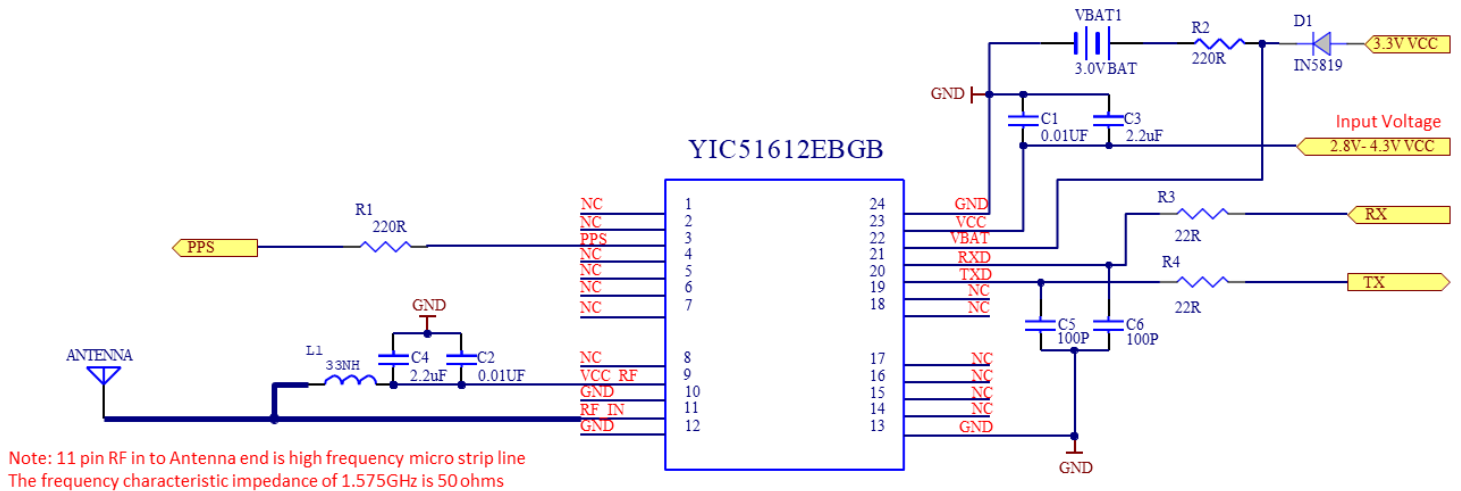 VBAT1
3.0VBAT
R2
220R
D1
IN5819
3.3V VCC
GND
C1
0.01UF
C3
2.2uF
Input Voltage
2.8V- 4.3V VCC
YIC51612EBGB
PPS
R1
220R
NC 1
NC 2
PPS 3
NC 4
NC 5
NC 6
NC 7
NC 8
VCC_RF 9
GND 10
RF_IN 11
GND 12
24 GND
23 VCC
22 VBAT
21 RXD
20 TXD
19 NC
18 NC
17 NC
16 NC
15 NC
14 NC
13 GND
R3
22R
RX
R4
22R
TX
C5
100P
C6
100P
GND
GND
ANTENNA
L1
33NH
C4
2.2uF
C2
0.01UF
Note: 11 pin RF in to Antenna end is high frequency micro strip line
The frequency characteristic impedance of 1.575GHz is 50 ohms